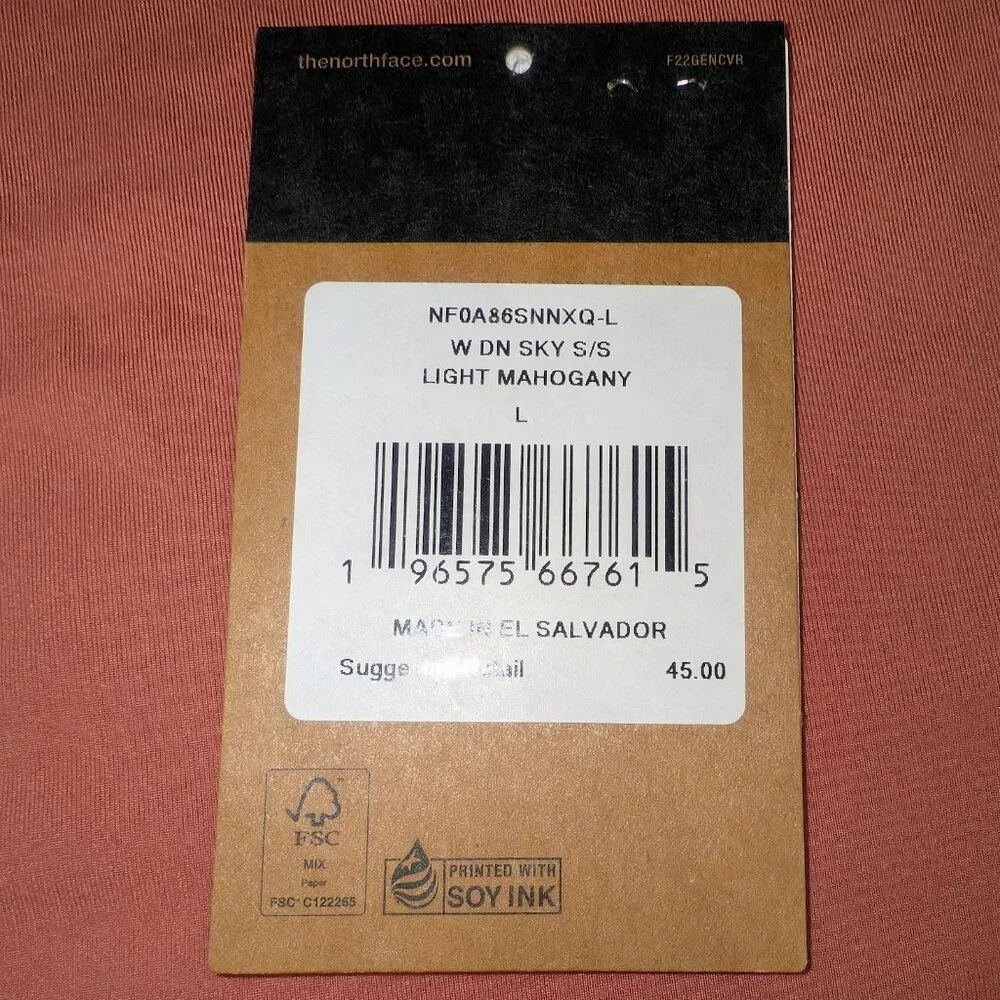 thenorthface.com
F22GENCVR
NF0A86SNNXQ-L
W DN SKY S/S
LIGHT MAHOGANY
L
1 96575 66761 5
IN EL SALVADOR
45.00
FSC
MIX
Paper
FSC® C122265
PRINTED WITH
SOY INK